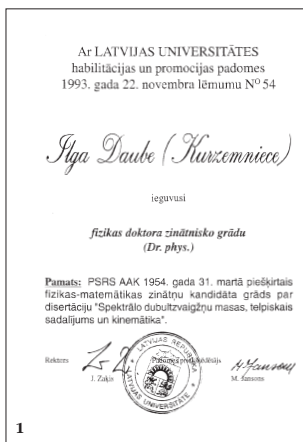 Ar LATVIJAS UNIVERSITĀTES
habilitācijas un promocijas padomes
1993. gada 22. novembra lēmumu Nº 54
Ilga Daube (Kurzemniece)
ieguvusi
fizikas doktora zinātnisko grādu
(Dr. phys.)
Pamats: PSRS AAK 1954. gada 31. martā piešķirtais
fizikas-matemātikas zinātņu kandidāta grāds par
disertāciju "Spektrālo dubultzvaigžņu masas, telpiskais
sadalījums un kinemātika".
Rektors
Padomes priekšsēdētājs
J. Zaķis
M. Jansons
LATVIJAS REPUBLIKA
LATVIJAS UNIVERSITĀTE
1